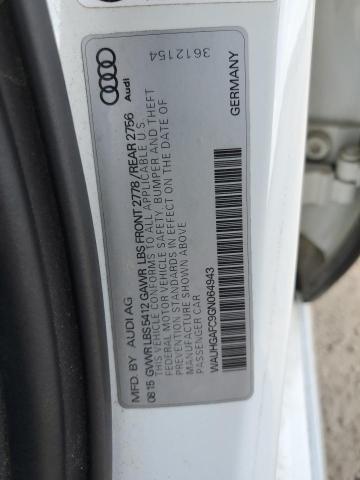 MFD. BY AUDI AG
Audi
08.15 GVWR LBS 5412 GAWR LBS FRONT 2778/REAR 2756
THIS VEHICLE CONFORMS TO ALL APPLICABLE U.S.
FEDERAL MOTOR VEHICLE SAFETY, BUMPER AND THEFT
PREVENTION STANDARDS IN EFFECT ON THE DATE OF
MANUFACTURE SHOWN ABOVE.
PASSENGER CAR
3612154
WAUHGAFC9GN064943
GERMANY